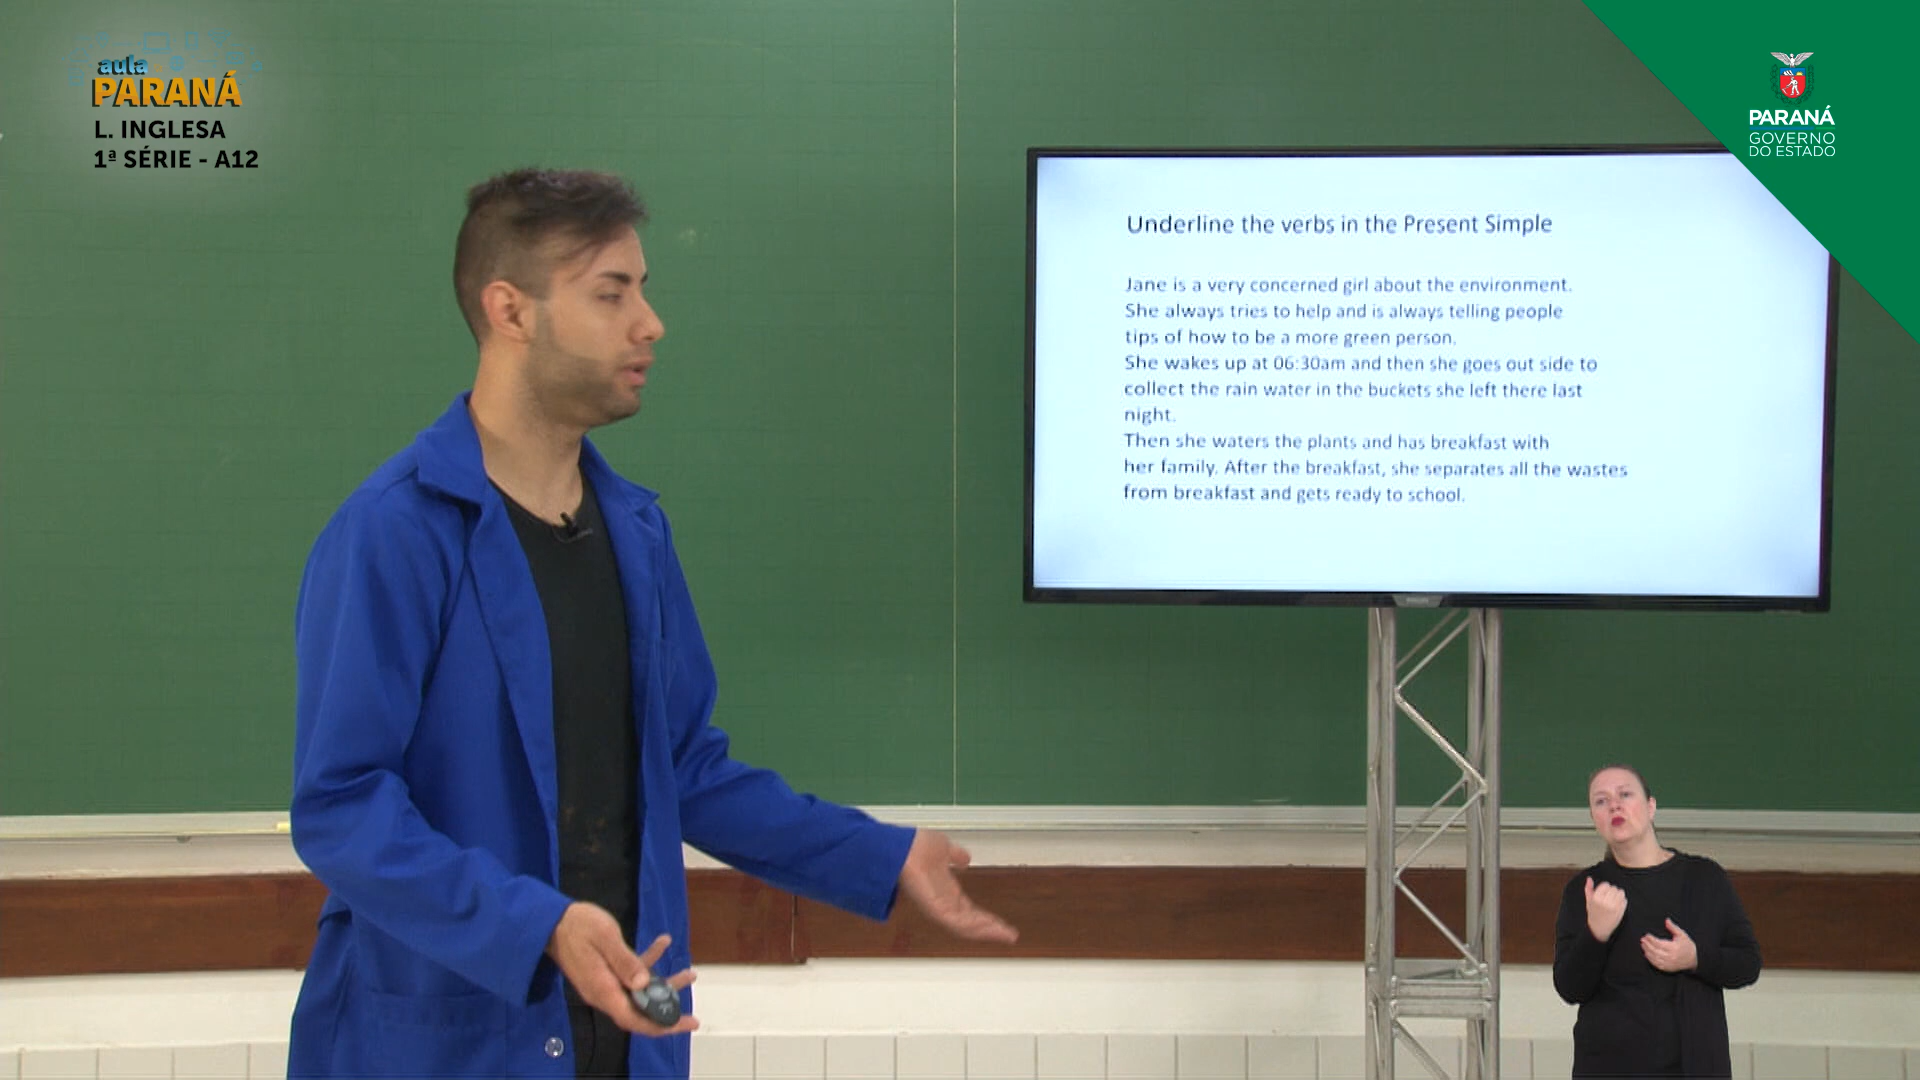 aula
PARANÁ
L. INGLESA
1ª SÉRIE - A12
PARANÁ
GOVERNO
DO ESTADO
Underline the verbs in the Present Simple
Jane is a very concerned girl about the environment.
She always tries to help and is always telling people
tips of how to be a more green person.
She wakes up at 06:30am and then she goes out side to
collect the rain water in the buckets she left there last
night.
Then she waters the plants and has breakfast with
her family. After the breakfast, she separates all the wastes
from breakfast and gets ready to school.